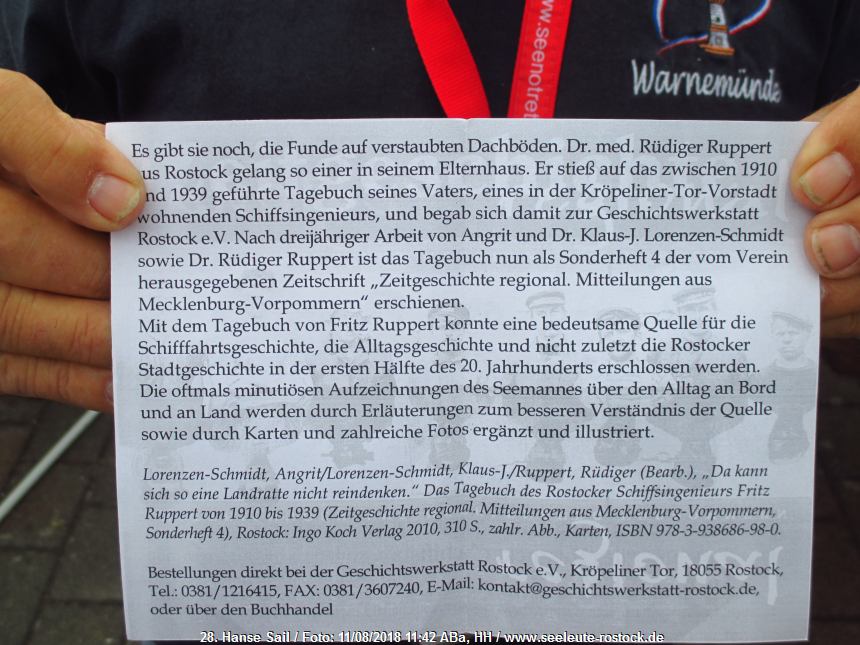 www.seenotret
Warnemünde
Es gibt sie noch, die Funde auf verstaubten Dachböden. Dr. med. Rüdiger Ruppert
us Rostock gelang so einer in seinem Elternhaus. Er stieß auf das zwischen 1910
nd 1939 geführte Tagebuch seines Vaters, eines in der Kröpeliner-Tor-Vorstadt
wohnenden Schiffsingenieurs, und begab sich damit zur Geschichtswerkstatt
Rostock e.V. Nach dreijähriger Arbeit von Angrit und Dr. Klaus-J. Lorenzen-Schmidt
sowie Dr. Rüdiger Ruppert ist das Tagebuch nun als Sonderheft 4 der vom Verein
herausgegebenen Zeitschrift „Zeitgeschichte regional. Mitteilungen aus
Mecklenburg-Vorpommern“ erschienen.
Mit dem Tagebuch von Fritz Ruppert konnte eine bedeutsame Quelle für die
Schifffahrtsgeschichte, die Alltagsgeschichte und nicht zuletzt die Rostocker
Stadtgeschichte in der ersten Hälfte des 20. Jahrhunderts erschlossen werden.
Die oftmals minutiösen Aufzeichnungen des Seemannes über den Alltag an Bord
und an Land werden durch Erläuterungen zum besseren Verständnis der Quelle
sowie durch Karten und zahlreiche Fotos ergänzt und illustriert.
Lorenzen-Schmidt, Angrit/Lorenzen-Schmidt, Klaus-J./Ruppert, Rüdiger (Bearb.), „Da kann
sich so eine Landratte nicht reindenken.“ Das Tagebuch des Rostocker Schiffsingenieurs Fritz
Ruppert von 1910 bis 1939 (Zeitgeschichte regional. Mitteilungen aus Mecklenburg-Vorpommern,
Sonderheft 4), Rostock: Ingo Koch Verlag 2010, 310 S., zahlr. Abb., Karten, ISBN 978-3-938686-98-0.
Bestellungen direkt bei der Geschichtswerkstatt Rostock e.V., Kröpeliner Tor, 18055 Rostock,
Tel.: 0381/1216415, FAX: 0381/3607240, E-Mail: kontakt@geschichtswerkstatt-rostock.de,
oder über den Buchhandel
28. Hanse Sail / Foto: 11/08/2018 11:42 ABa, HH / www.seeleute-rostock.de